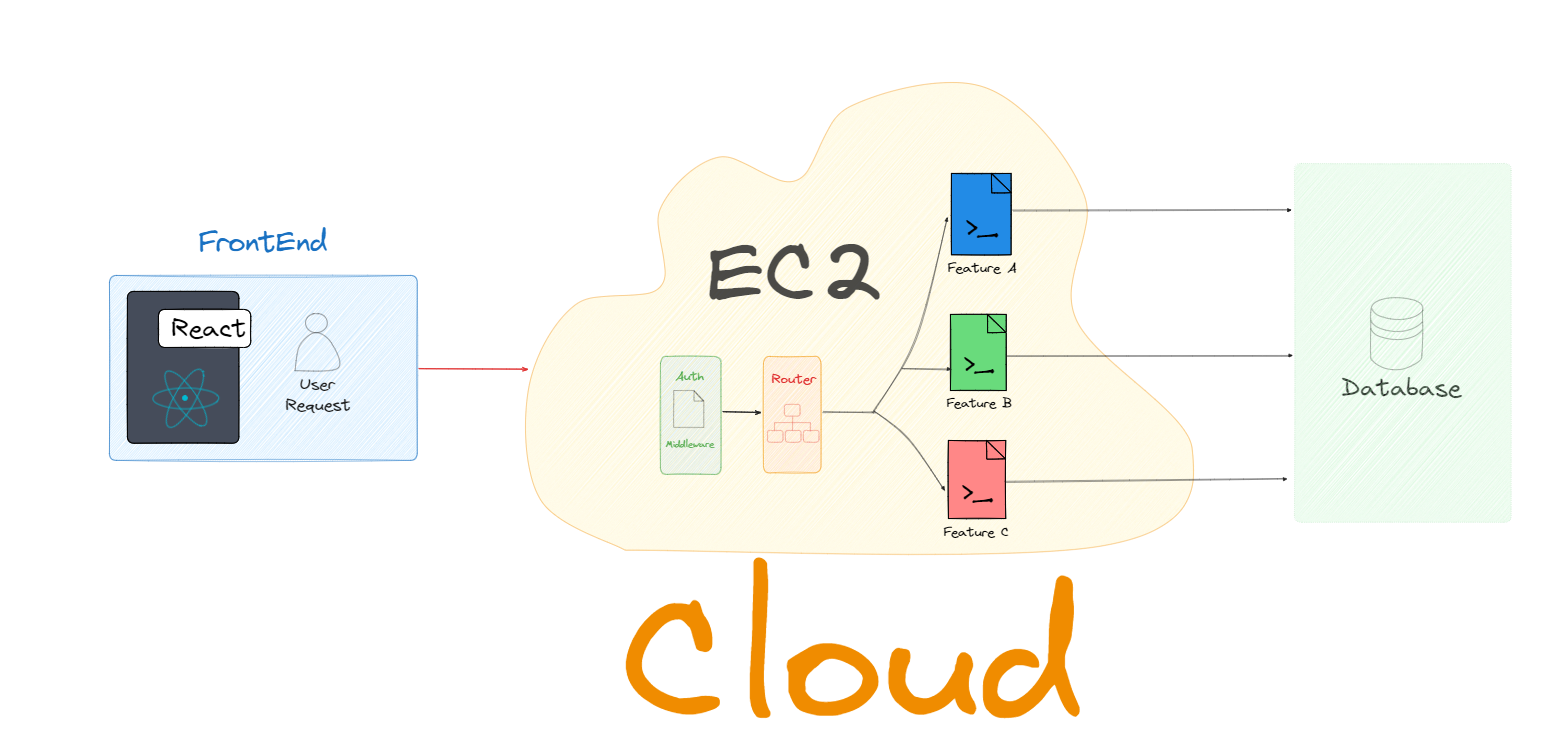 FrontEnd
React
User
Request
EC2
Auth
Middleware
Router
Feature A
Feature B
Feature C
Database
Cloud